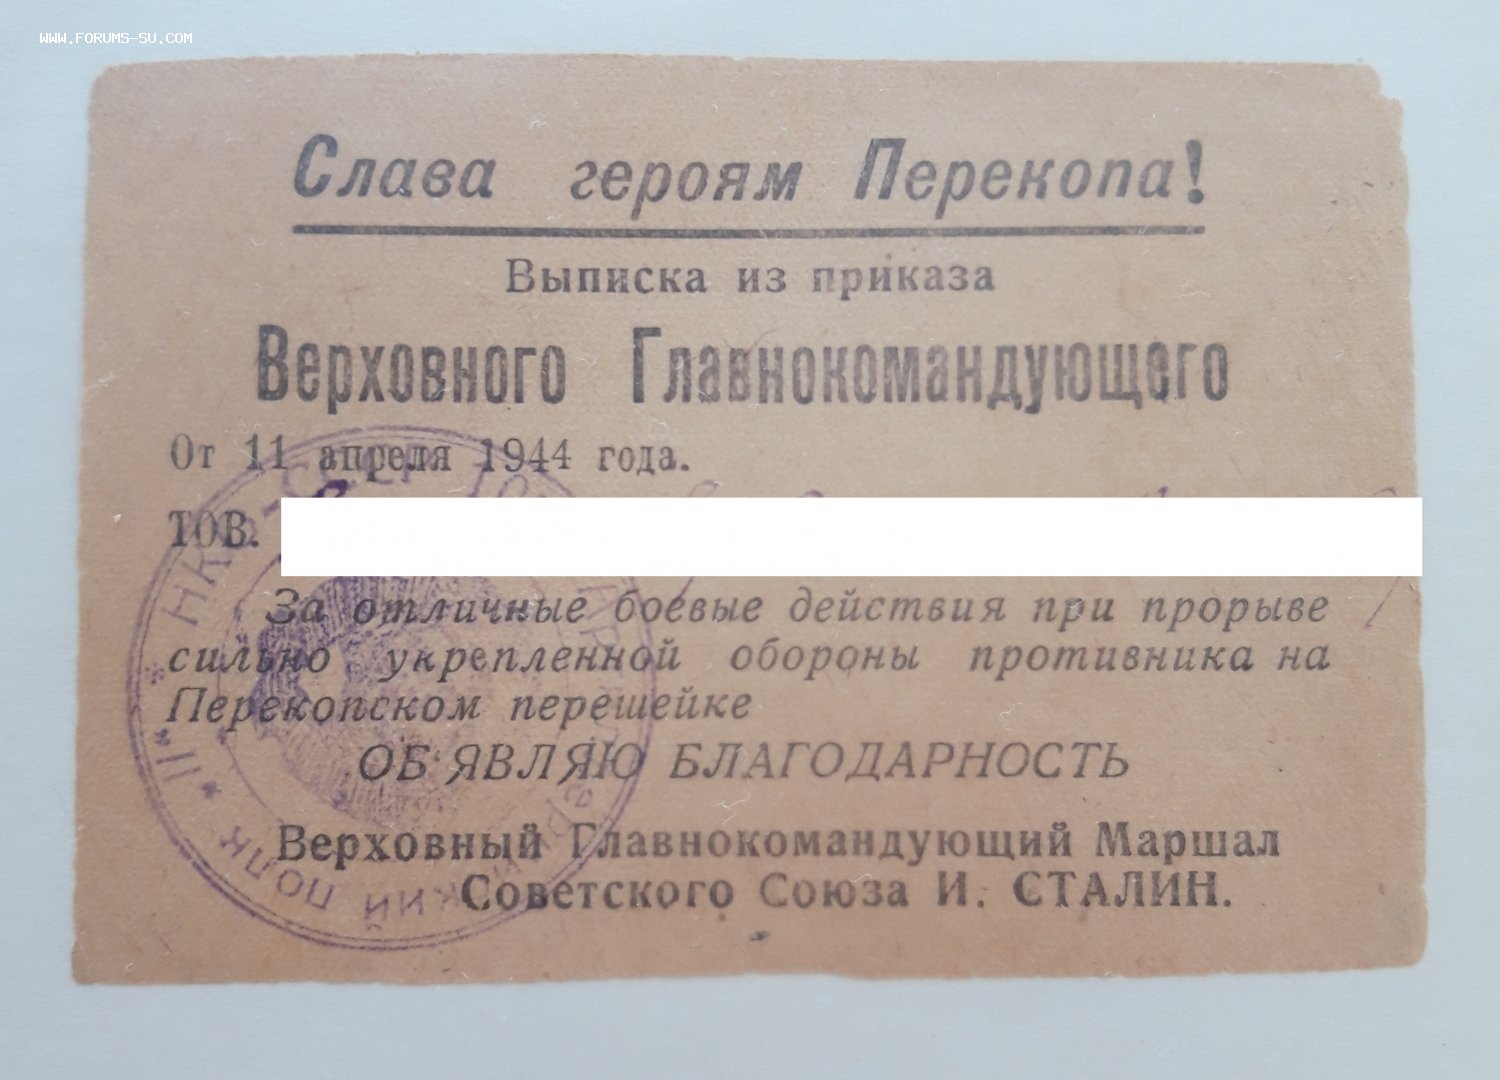 WWW.FORUMS-SU.COM
Слава героям Перекопа!
Выписка из приказа
Верховного Главнокомандующего
От 11 апреля 1944 года.
ТОВ.
За отличные боевые действия при прорыве
сильно укрепленной обороны противника на
Перекопском перешейке
ОБ'ЯВЛЯЮ БЛАГОДАРНОСТЬ
Верховный Главнокомандующий Маршал
Советского Союза И. СТАЛИН.
ПОЛК